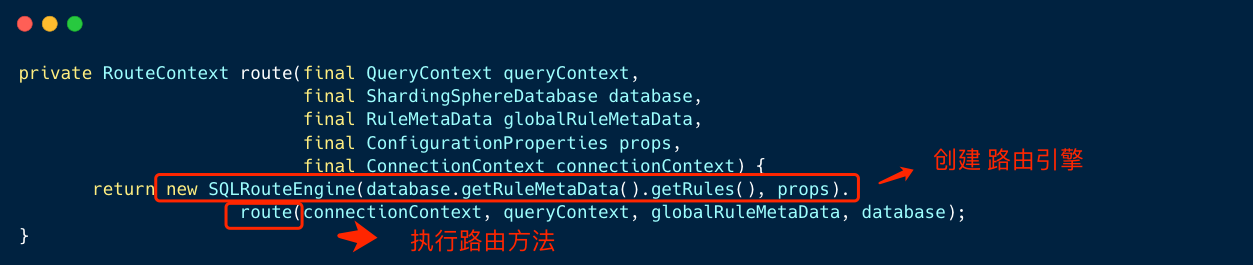 private RouteContext route(final QueryContext queryContext,
final ShardingSphereDatabase database,
final RuleMetaData globalRuleMetaData,
final ConfigurationProperties props,
final ConnectionContext connectionContext) {
创建 路由引擎
return new SQLRouteEngine(database.getRuleMetaData().getRules(), props).
route(connectionContext, queryContext, globalRuleMetaData, database);
执行路由方法
}